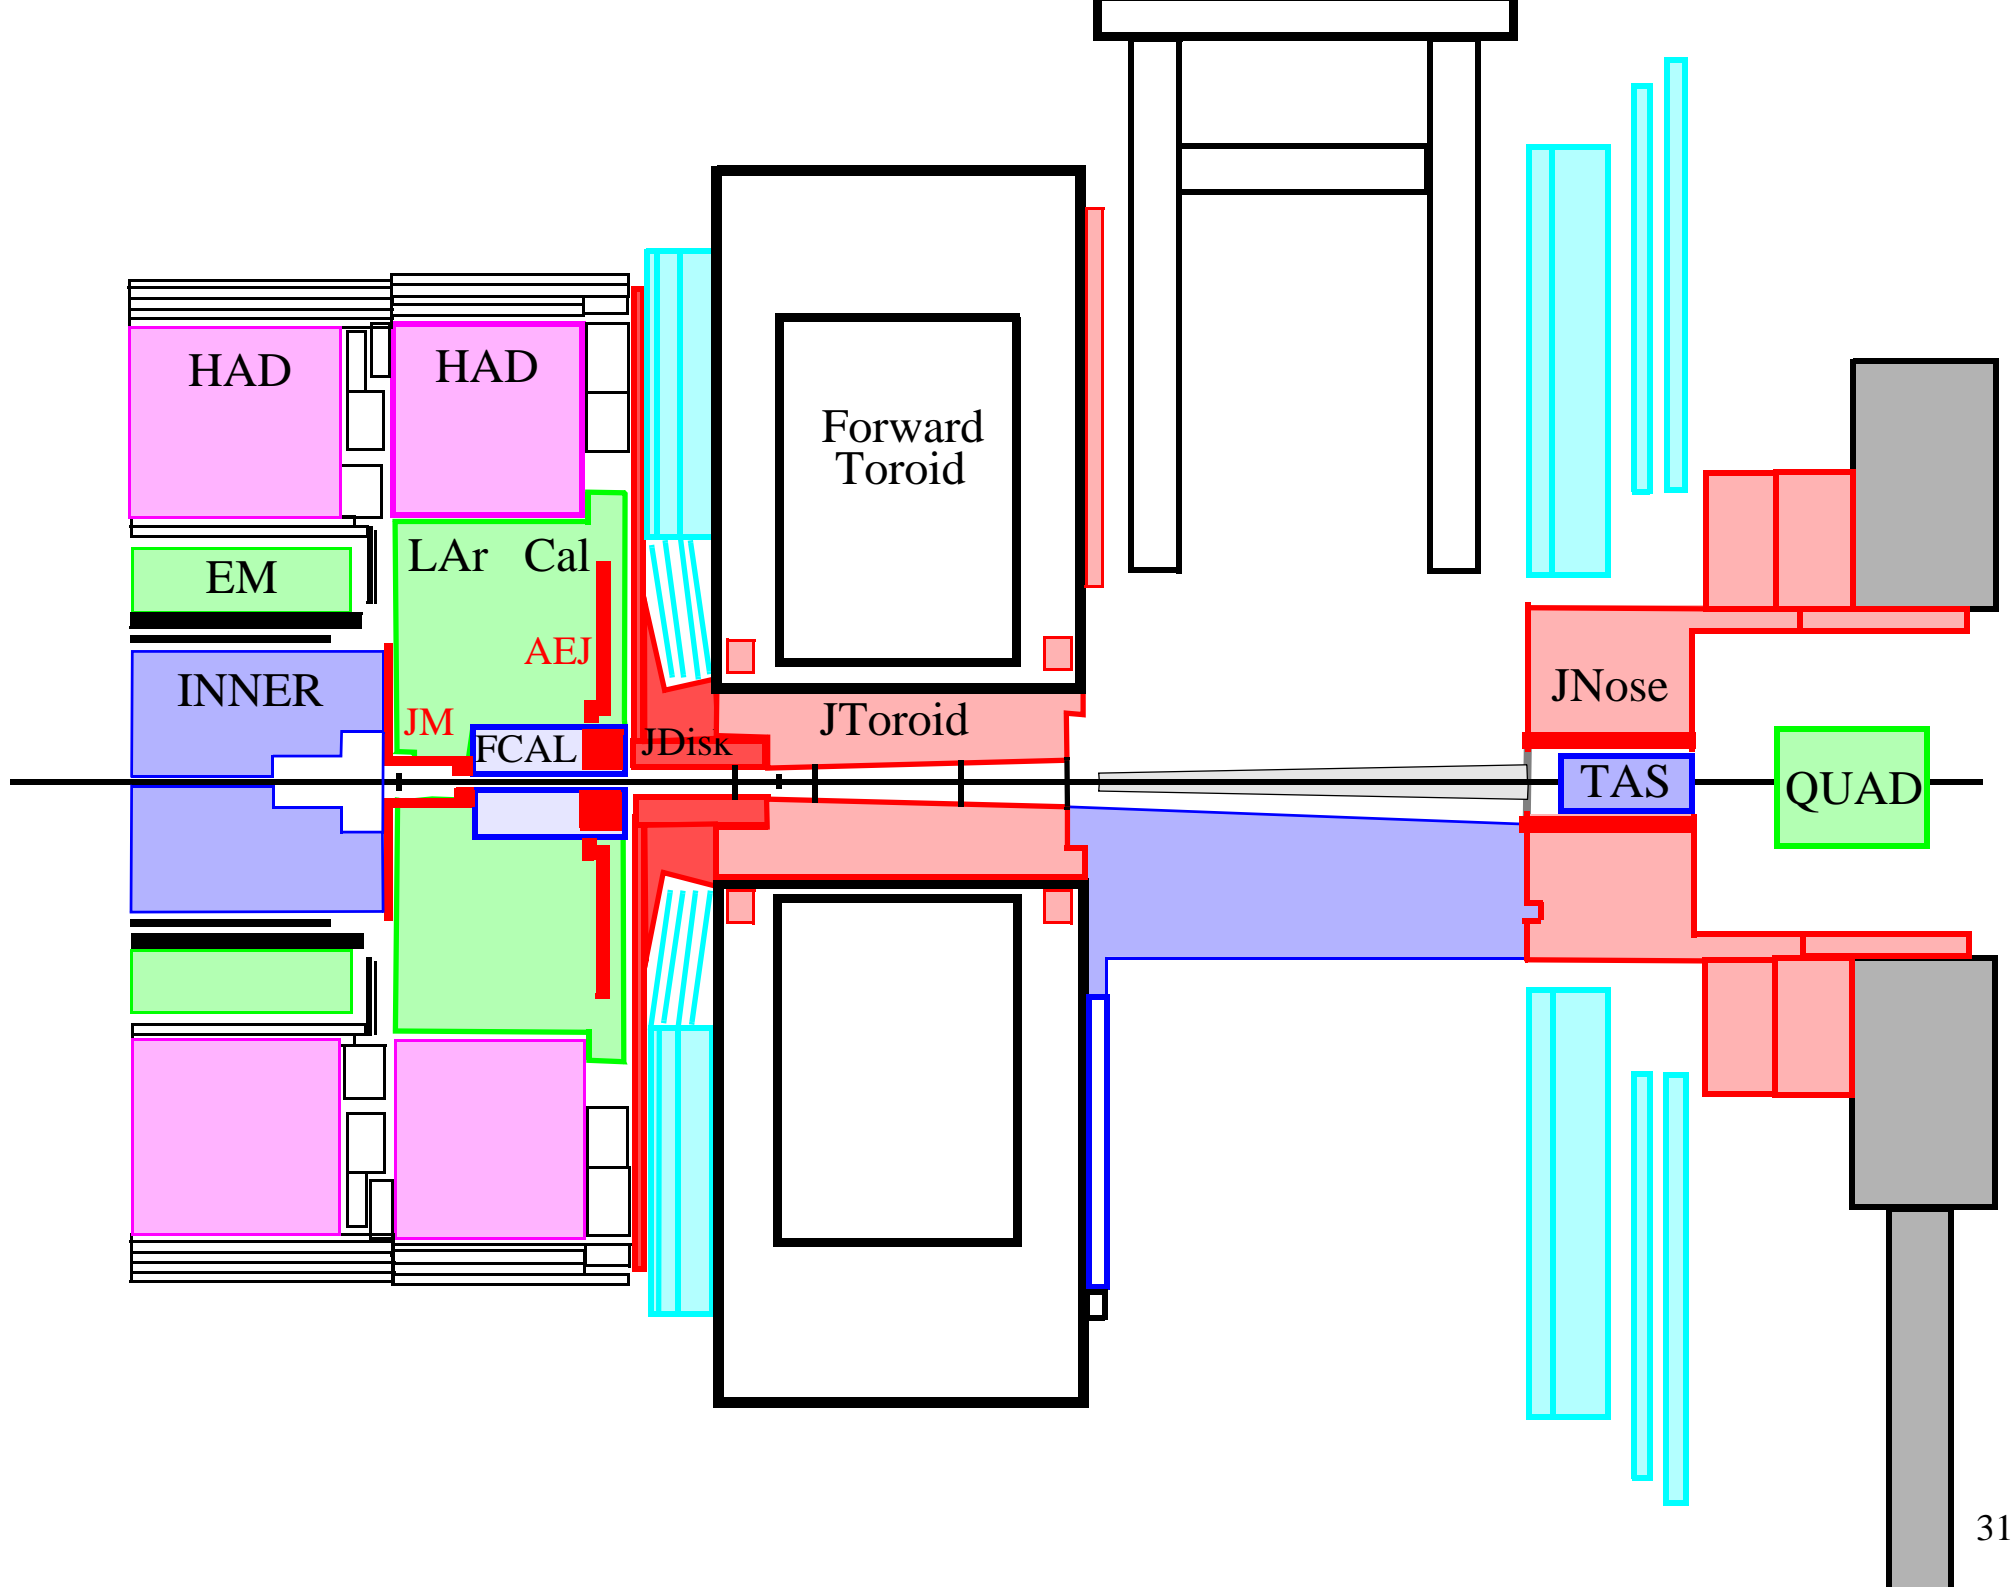 HAD
HAD
Forward
Toroid
LAr Cal
EM
AEJ
INNER
JNose
JM
JToroid
FCAL
JDisk
TAS
QUAD
31